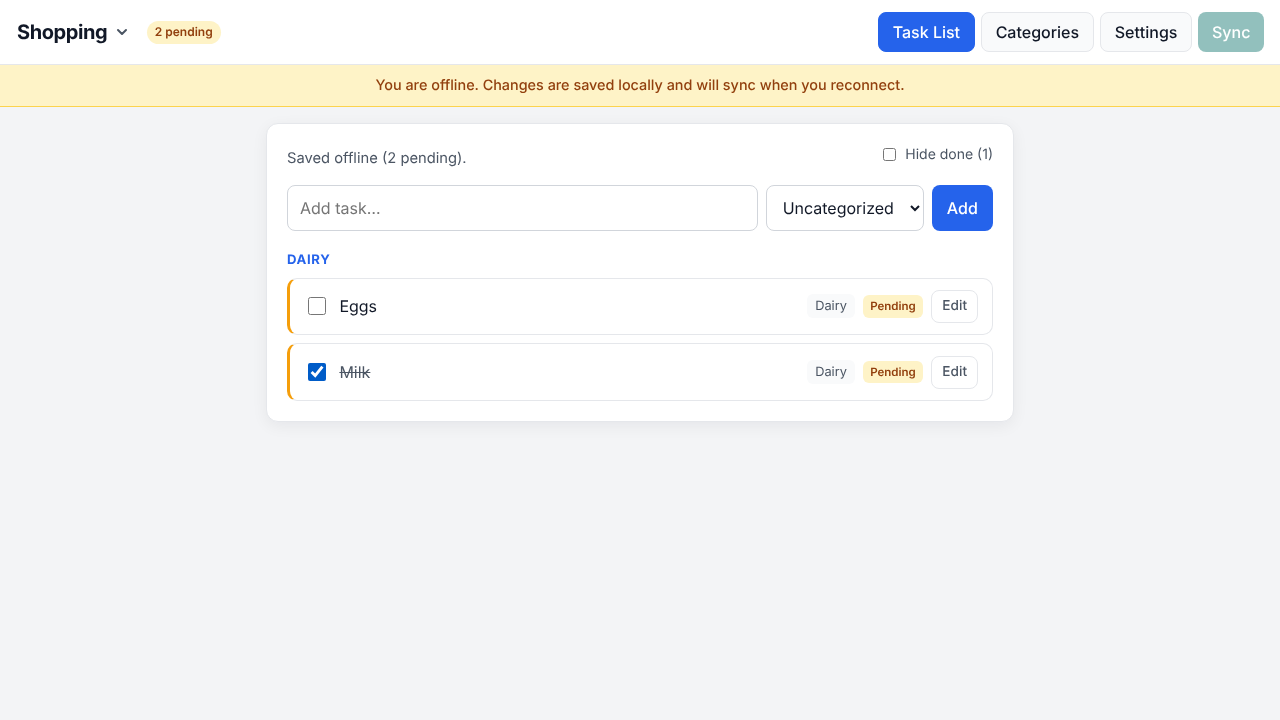 Shopping 2 pending Task List Categories Settings Sync
You are offline. Changes are saved locally and will sync when you reconnect.
Saved offline (2 pending). Hide done (1)
Add task... Uncategorized Add
DAIRY
Eggs Dairy Pending Edit
Milk Dairy Pending Edit